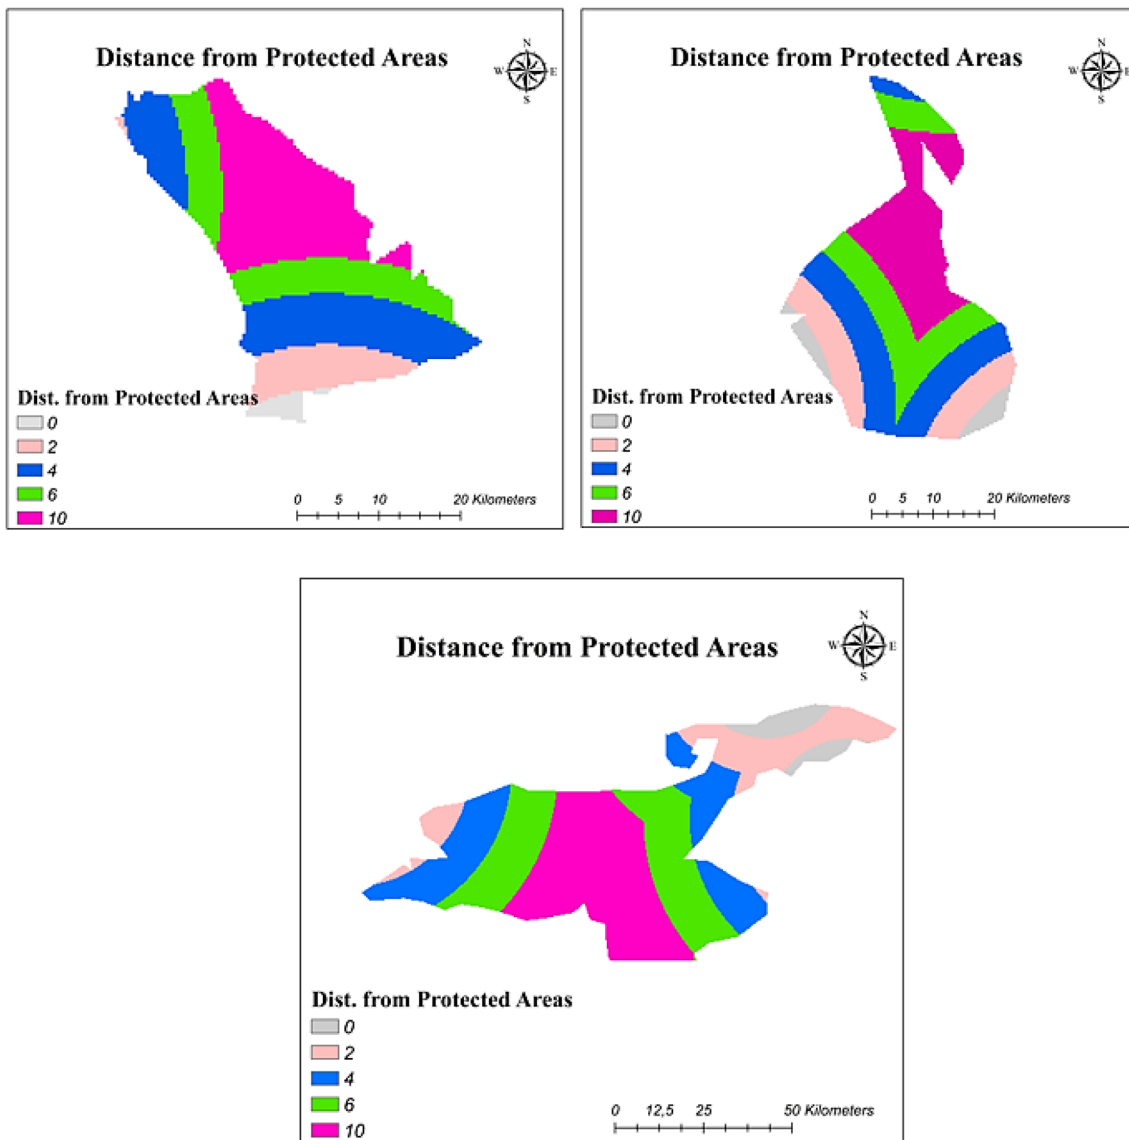 Distance from Protected Areas
N
W E
S
Dist. from Protected Areas
0
2
4
6
10
0 5 10 20 Kilometers
Distance from Protected Areas
N
W E
S
Dist. from Protected Areas
0
2
4
6
10
0 5 10 20 Kilometers
Distance from Protected Areas
N
W E
S
Dist. from Protected Areas
0
2
4
6
10
0 12,5 25 50 Kilometers